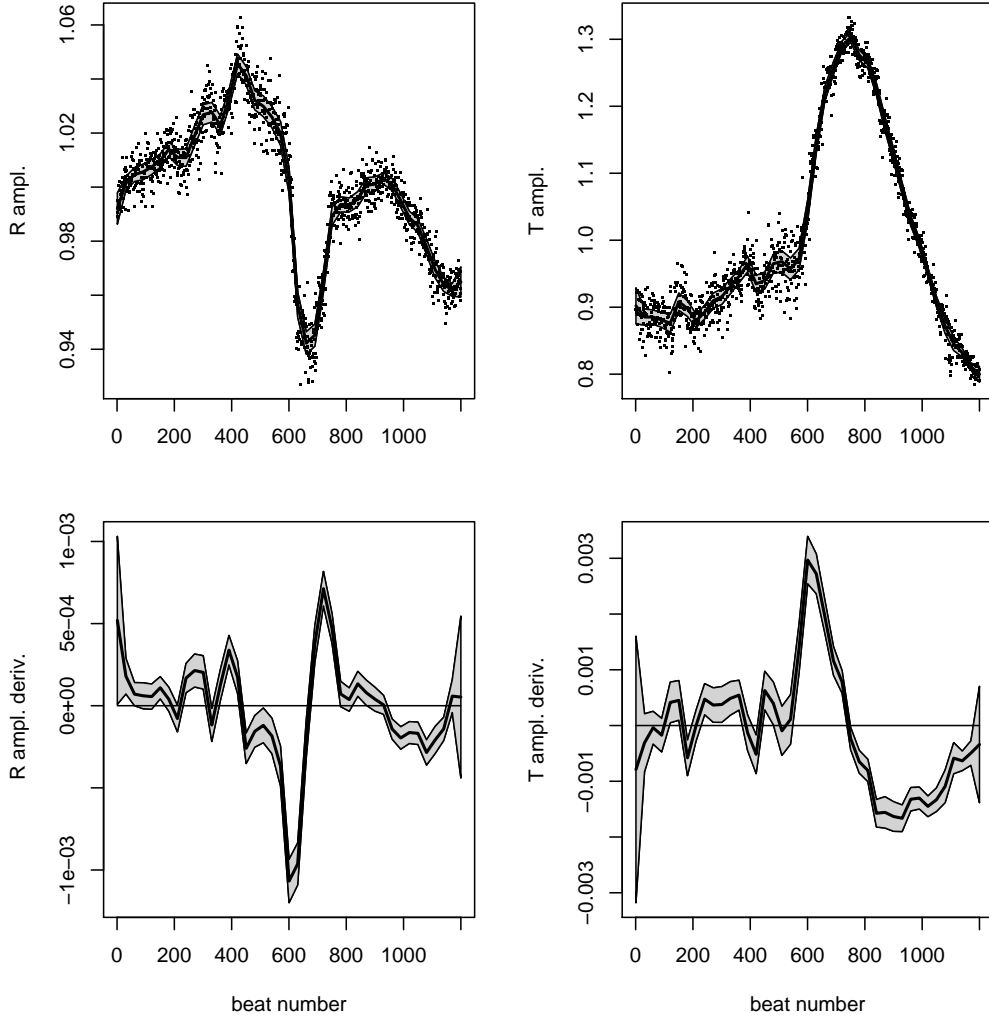 R ampl.
1.06
1.02
0.98
0.94
0 200 400 600 800 1000
T ampl.
1.3
1.2
1.1
1.0
0.9
0.8
0 200 400 600 800 1000
R ampl. deriv.
1e−03
5e−04
0e+00
−1e−03
0 200 400 600 800 1000
beat number
T ampl. deriv.
0.003
0.001
−0.001
−0.003
0 200 400 600 800 1000
beat number